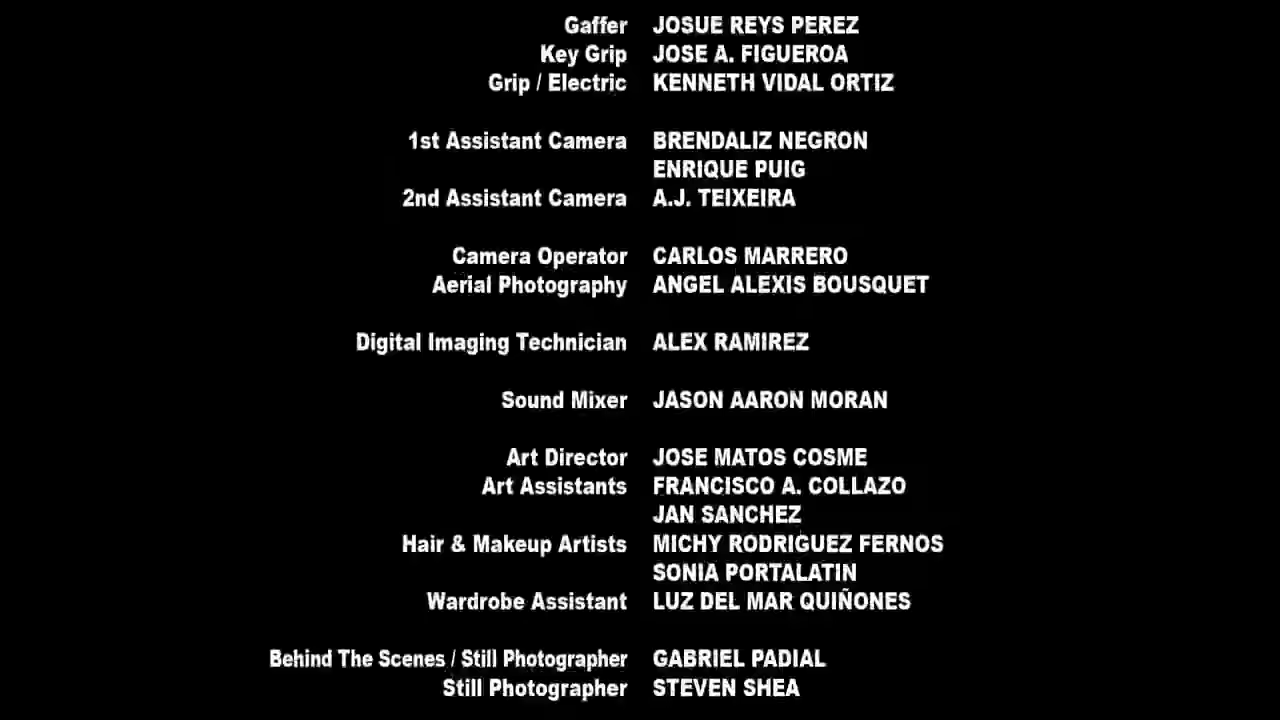 Gaffer JOSUE REYS PEREZ
Key Grip JOSE A. FIGUEROA
Grip / Electric KENNETH VIDAL ORTIZ
1st Assistant Camera BRENDALIZ NEGRON
ENRIQUE PUIG
2nd Assistant Camera A.J. TEIXEIRA
Camera Operator CARLOS MARRERO
Aerial Photography ANGEL ALEXIS BOUSQUET
Digital Imaging Technician ALEX RAMIREZ
Sound Mixer JASON AARON MORAN
Art Director JOSE MATOS COSME
Art Assistants FRANCISCO A. COLLAZO
JAN SANCHEZ
Hair & Makeup Artists MICHY RODRIGUEZ FERNOS
SONIA PORTALATIN
Wardrobe Assistant LUZ DEL MAR QUIÑONES
Behind The Scenes / Still Photographer GABRIEL PADIAL
Still Photographer STEVEN SHEA